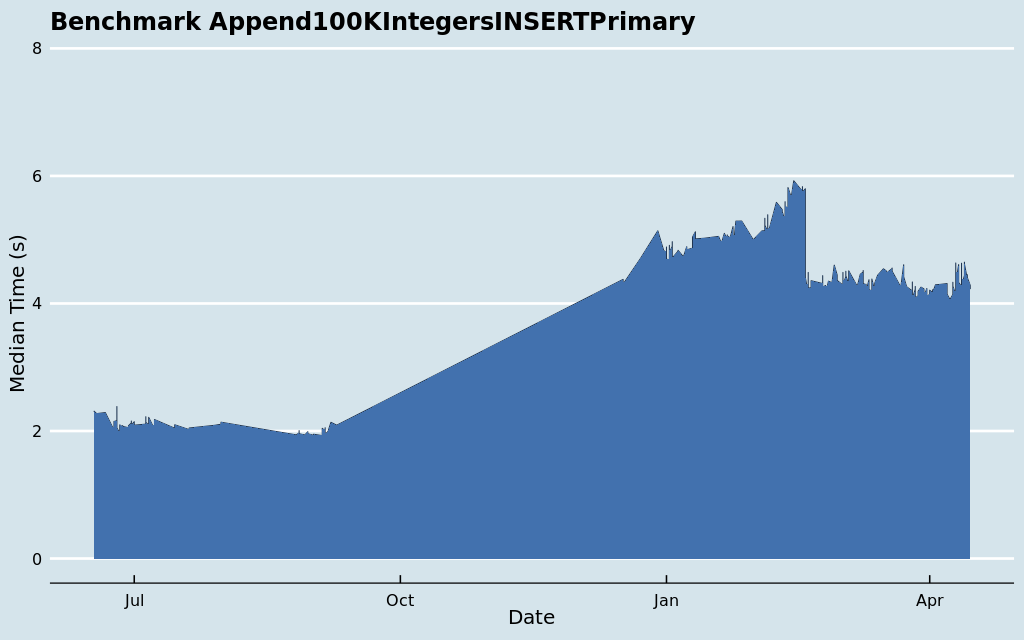 Benchmark Append100KIntegersINSERTPrimary
8
6
4
2
0
Median Time (s)
Jul
Oct
Jan
Apr
Date